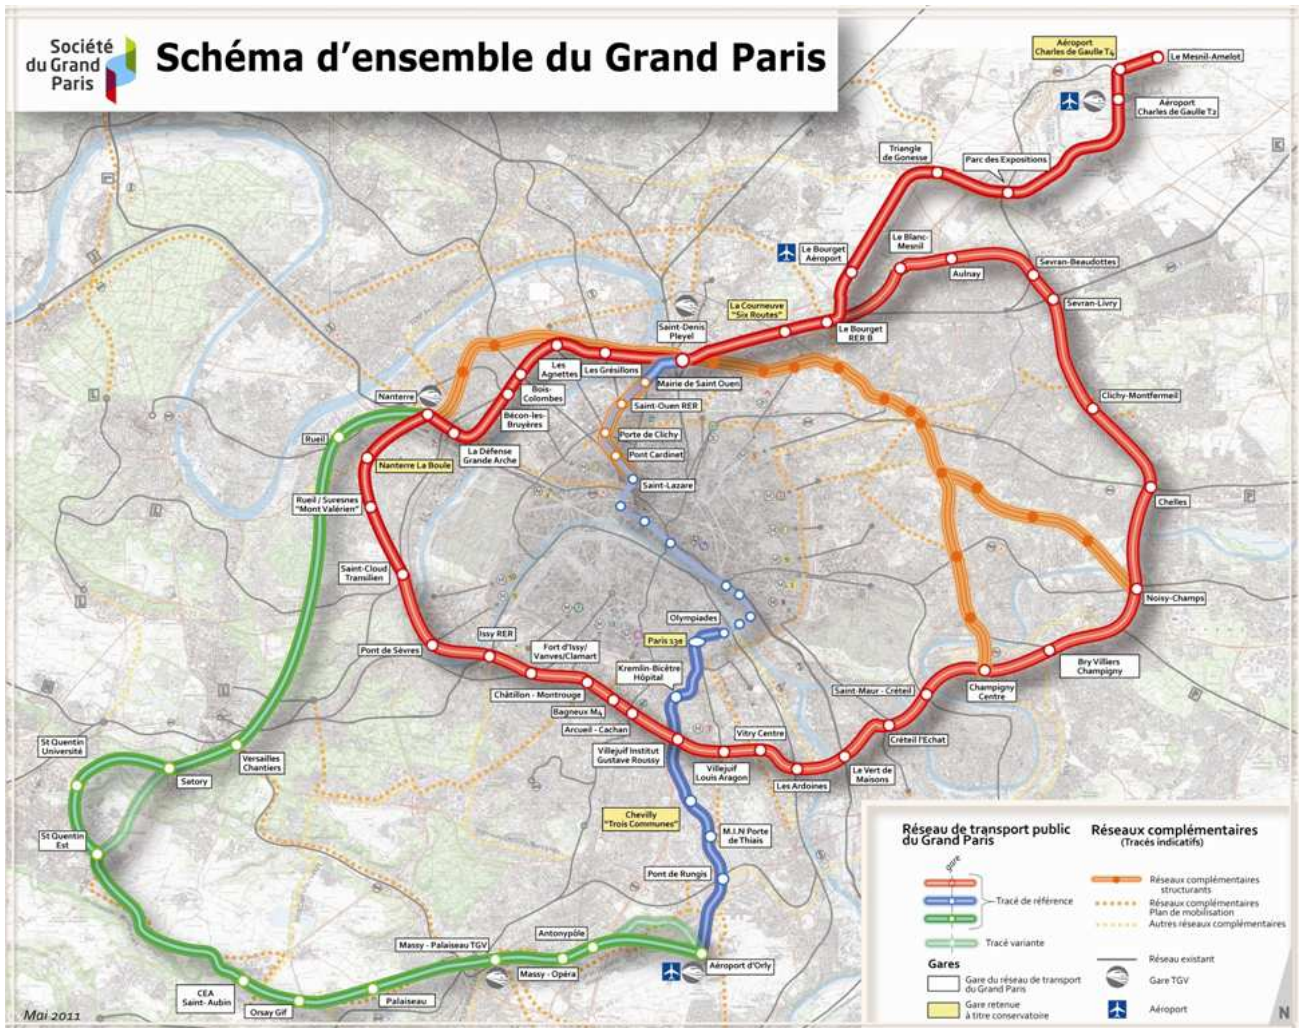 Société
du Grand
Paris
Schéma d'ensemble du Grand Paris
Aéroport
Charles de Gaulle T4
Le Mesnil-Amelot
Aéroport
Charles de Gaulle T2
Triangle
de Gonesse
Parc des Expositions
Le Bourget
Aéroport
Le Blanc-
Mesnil
Aulnay
Sevran-Beaudottes
Sevran-Livry
La Courneuve
"Six Routes"
Le Bourget
RER B
Saint-Denis
Pleyel
Les
Agnettes
Les Grésillons
Mairie de Saint Ouen
Bois-
Colombes
Nanterre
Saint-Ouen RER
Clichy-Montfermeil
Bécon-les-
Bruyères
Rueil
Porte de Clichy
La Défense
Grande Arche
Pont Cardinet
Nanterre La Boule
Saint-Lazare
Rueil / Suresnes
"Mont Valérien"
Chelles
Saint-Cloud
Transilien
Noisy-Champs
Olympiades
Issy RER
Paris 13e
Pont de Sèvres
Fort d'Issy/
Vanves/Clamart
Kremlin-Bicêtre
Hôpital
Bry Villiers
Champigny
Châtillon - Montrouge
Saint-Maur - Créteil
Champigny
Centre
Bagneux M4
Arcueil - Cachan
Vitry Centre
Créteil l'Echat
St Quentin
Université
Versailles
Chantiers
Villejuif Institut
Gustave Roussy
Villejuif
Louis Aragon
Le Vert de
Maisons
Satory
Les Ardoines
Chevilly
"Trois Communes"
St Quentin
Est
M.I.N Porte
de Thiais
Pont de Rungis
Antonypôle
Massy - Palaiseau TGV
Massy - Opéra
Aéroport d'Orly
CEA
Saint-Aubin
Palaiseau
Orsay Gif
Mai 2011
Réseau de transport public
du Grand Paris
gare
Tracé de référence
Tracé variante
Gares
Gare du réseau de transport
du Grand Paris
Gare retenue
à titre conservatoire
Réseaux complémentaires
(Tracés indicatifs)
Réseaux complémentaires
structurants
Réseaux complémentaires
Plan de mobilisation
Autres réseaux complémentaires
Réseau existant
Gare TGV
Aéroport
N